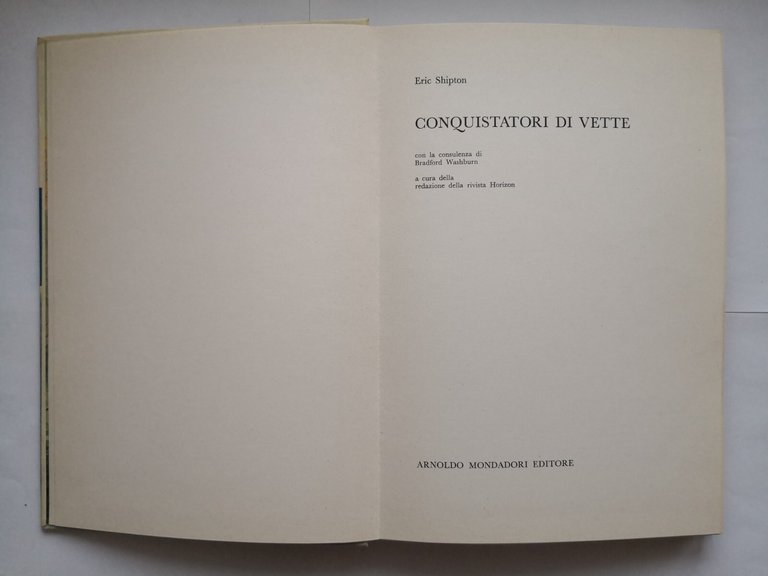 Eric Shipton
CONQUISTATORI DI VETTE
con la consulenza di
Bradford Washburn
a cura della
redazione della rivista Horizon
ARNOLDO MONDADORI EDITORE